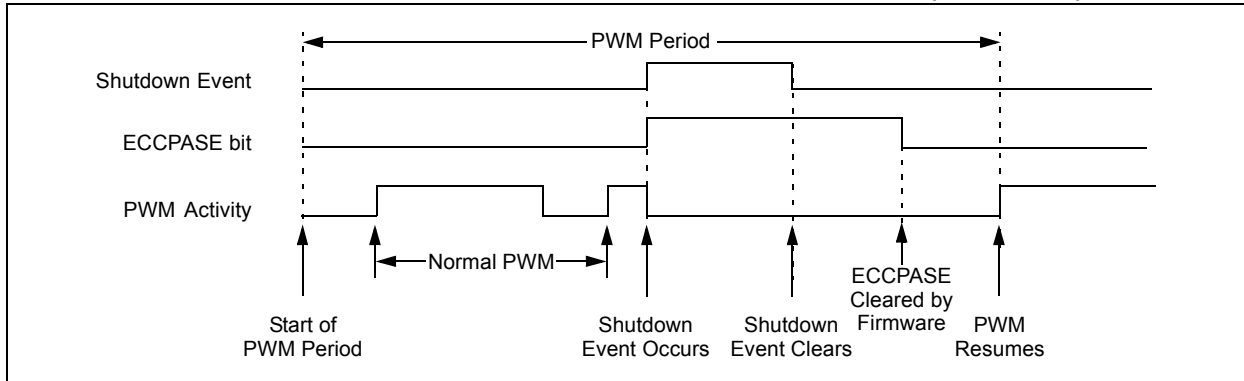 PWM Period
Shutdown Event
ECCPASE bit
PWM Activity
Normal PWM
Start of
PWM Period
Shutdown
Event Occurs
Shutdown
Event Clears
ECCPASE
Cleared by
Firmware
PWM
Resumes